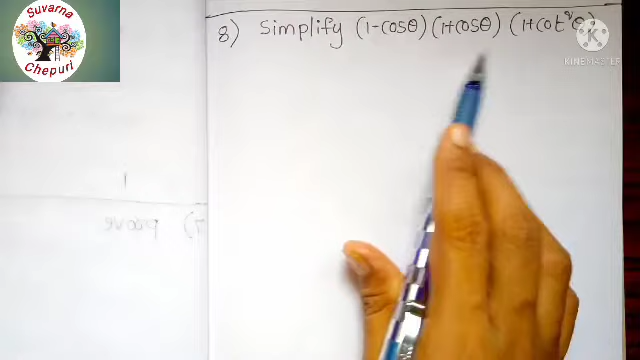 Suvarna
Chepuri
8) Simplify (1-cosθ) (1+cosθ) (1+cot²θ)
KINEMASTER